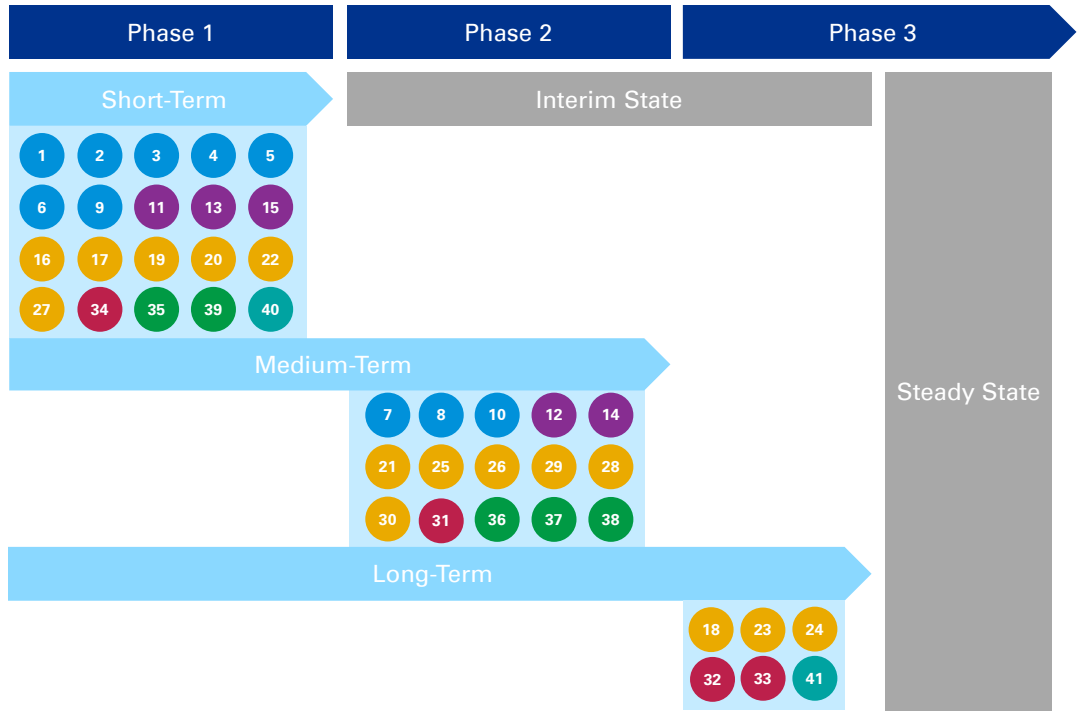 Phase 1 Phase 2 Phase 3
Short-Term Interim State
1 2 3 4 5
6 9 11 13 15
16 17 19 20 22
27 34 35 39 40
Medium-Term
Steady State
7 8 10 12 14
21 25 26 29 28
30 31 36 37 38
Long-Term
18 23 24
32 33 41